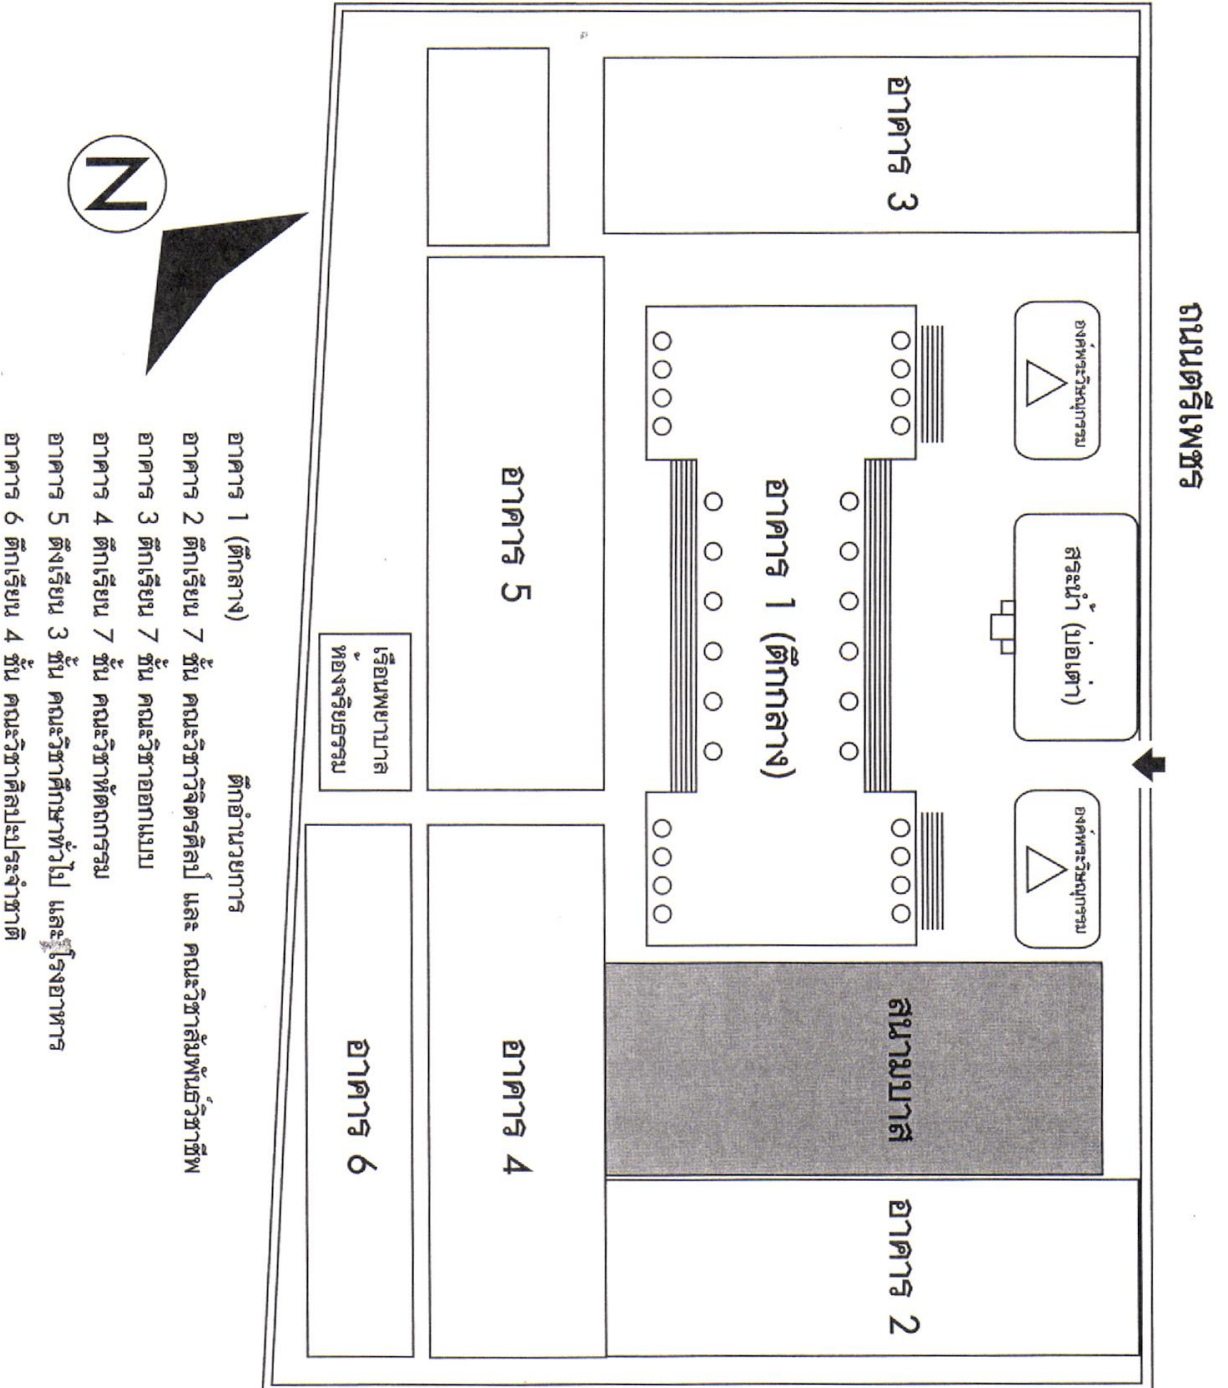 ถนนตรีเพชร
องค์พระวิษณุกรรม
สระน้ำ (บ่อเต่า)
องค์พระวิษณุกรรม
อาคาร 3
อาคาร 1 (ตึกกลาง)
สนามบาส
อาคาร 2
อาคาร 5
อาคาร 4
เรือนพยาบาล
ห้องจริยธรรม
อาคาร 6
N
อาคาร 1 (ตึกลาง) ตึกอำนวยการ
อาคาร 2 ตึกเรียน 7 ชั้น คณะวิชาวิจิตรศิลป์ และ คณะวิชาสัมพันธ์วิชาชีพ
อาคาร 3 ตึกเรียน 7 ชั้น คณะวิชาออกแบบ
อาคาร 4 ตึกเรียน 7 ชั้น คณะวิชาหัตถกรรม
อาคาร 5 ตึงเรียน 3 ชั้น คณะวิชาศึกษาทั่วไป และ โรงอาหาร
อาคาร 6 ตึกเรียน 4 ชั้น คณะวิชาศิลปะประจำชาติ